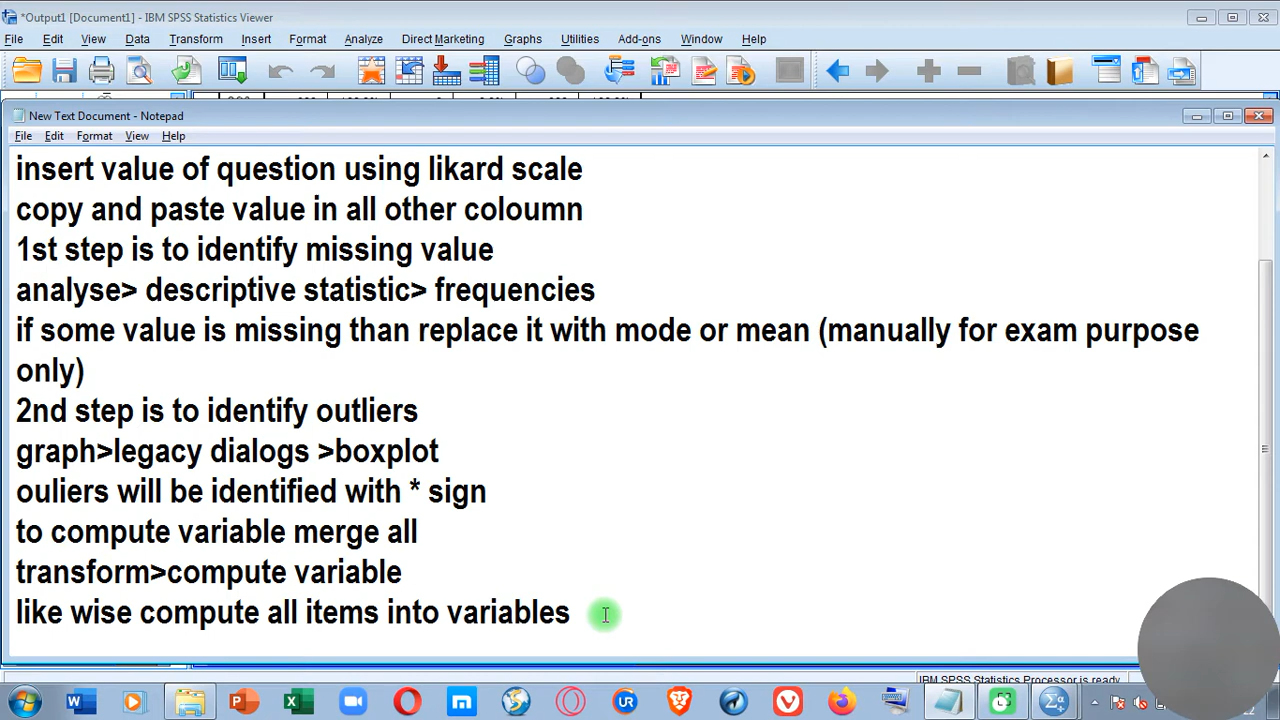 *Output1 [Document1] - IBM SPSS Statistics Viewer
File Edit View Data Transform Insert Format Analyze Direct Marketing Graphs Utilities Add-ons Window Help
New Text Document - Notepad
File Edit Format View Help
insert value of question using likard scale
copy and paste value in all other coloumn
1st step is to identify missing value
analyse> descriptive statistic> frequencies
if some value is missing than replace it with mode or mean (manually for exam purpose
only)
2nd step is to identify outliers
graph>legacy dialogs >boxplot
ouliers will be identified with * sign
to compute variable merge all
transform>compute variable
like wise compute all items into variables
IBM SPSS Statistics Processor is ready